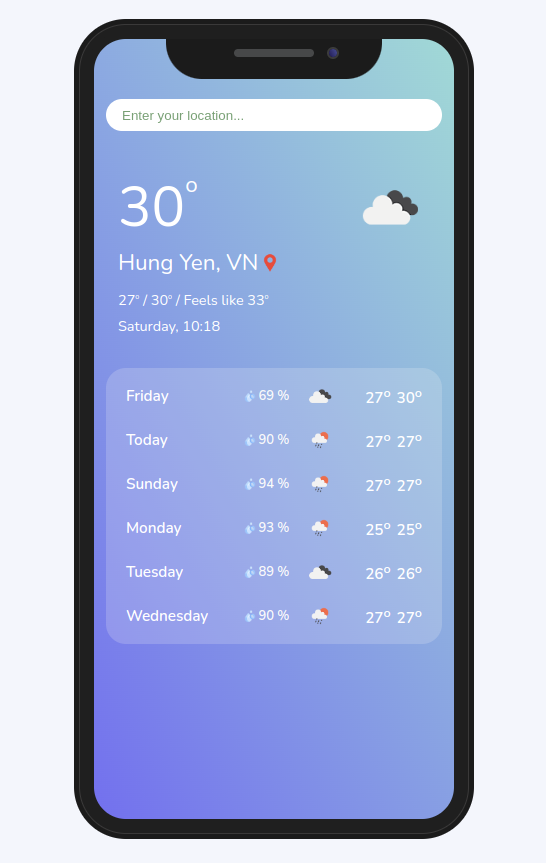 Enter your location...
30°
Hung Yen, VN
27° / 30° / Feels like 33°
Saturday, 10:18
Friday 69 % 27° 30°
Today 90 % 27° 27°
Sunday 94 % 27° 27°
Monday 93 % 25° 25°
Tuesday 89 % 26° 26°
Wednesday 90 % 27° 27°